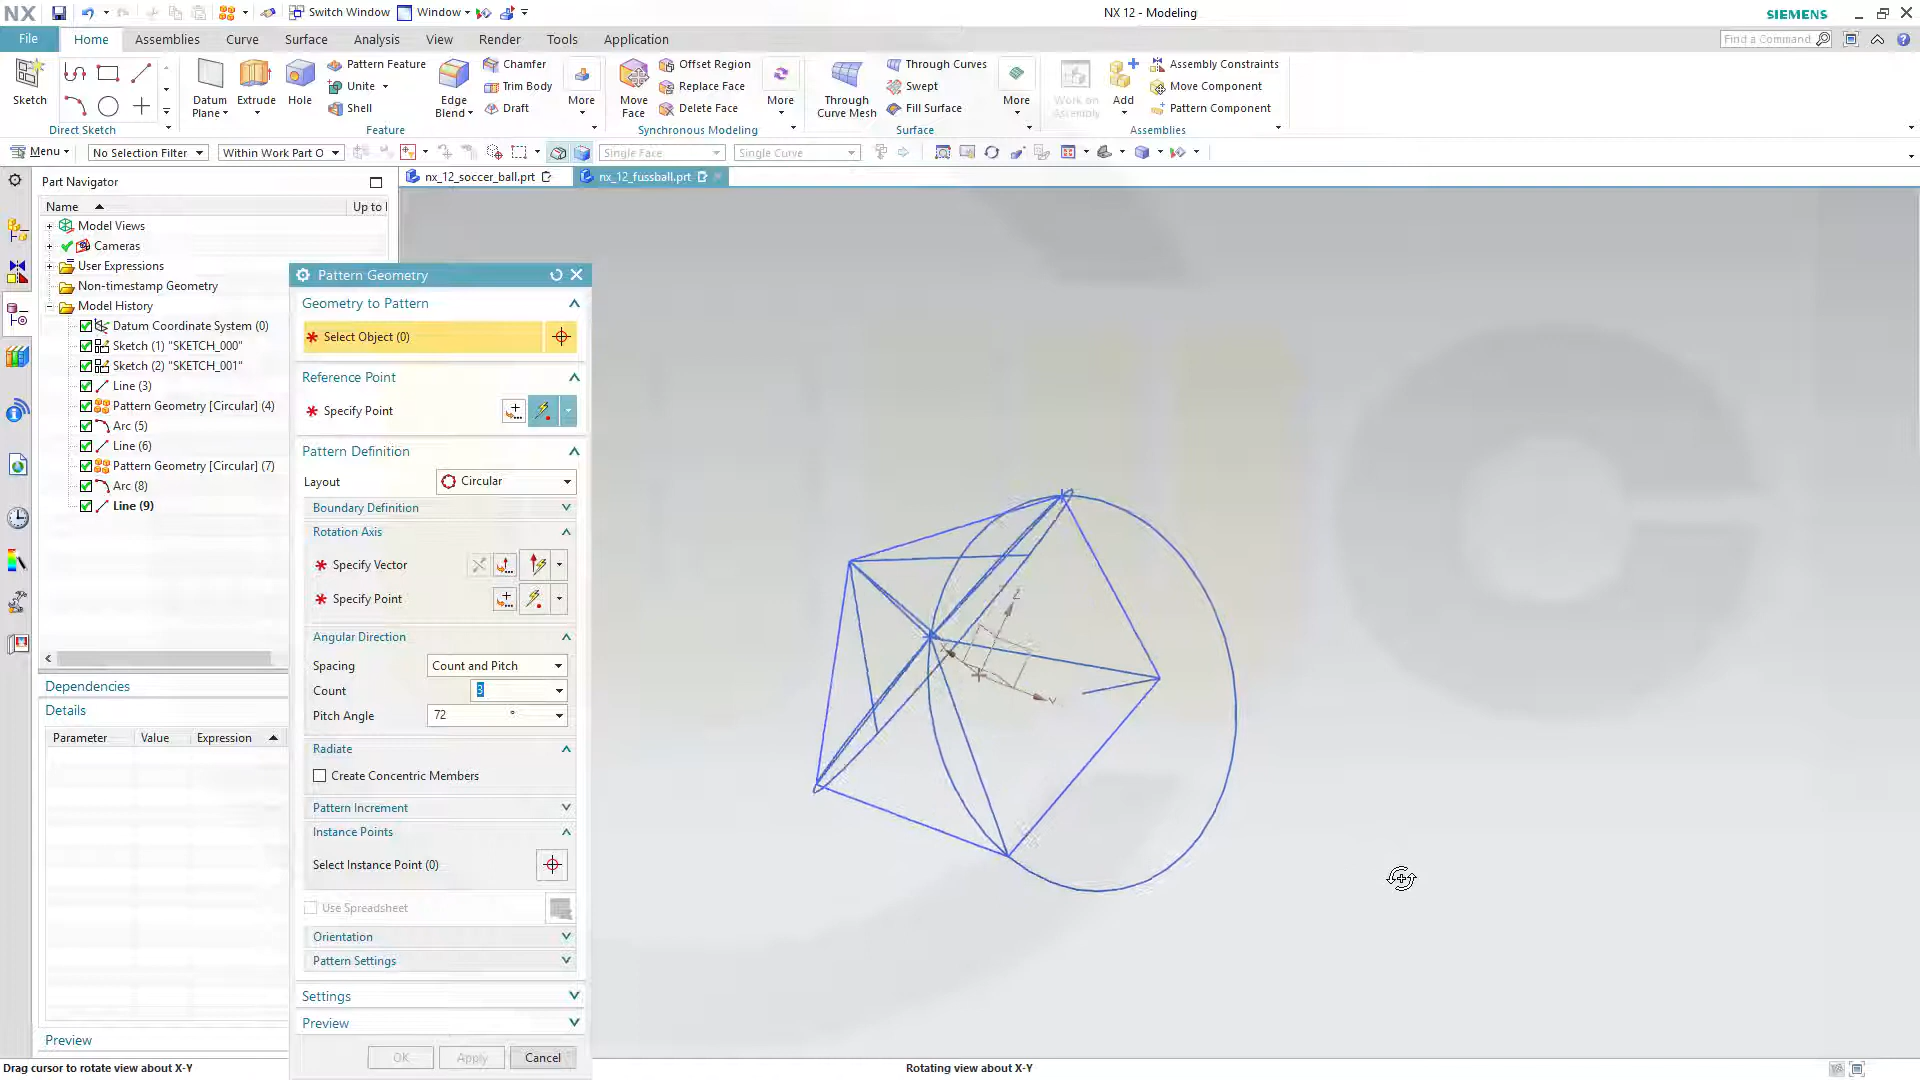 NX
Switch Window
Window
NX 12 - Modeling
SIEMENS
File
Home
Assemblies
Curve
Surface
Analysis
View
Render
Tools
Application
Find a Command
Sketch
Datum
Plane
Extrude
Hole
Pattern Feature
Unite
Shell
Edge
Blend
Chamfer
Trim Body
Draft
More
Move
Face
Offset Region
Replace Face
Delete Face
More
Through
Curve Mesh
Through Curves
Swept
Fill Surface
More
Work on
Assembly
Add
Assembly Constraints
Move Component
Pattern Component
Direct Sketch
Feature
Synchronous Modeling
Surface
Assemblies
Menu
No Selection Filter
Within Work Part O
Single Face
Single Curve
Part Navigator
nx_12_soccer_ball.prt
nx_12_fussball.prt
Name
Up to
Model Views
Cameras
User Expressions
Non-timestamp Geometry
Model History
Datum Coordinate System (0)
Sketch (1) "SKETCH_000"
Sketch (2) "SKETCH_001"
Line (3)
Pattern Geometry [Circular] (4)
Arc (5)
Line (6)
Pattern Geometry [Circular] (7)
Arc (8)
Line (9)
Dependencies
Details
Parameter
Value
Expression
Preview
Pattern Geometry
Geometry to Pattern
* Select Object (0)
Reference Point
* Specify Point
Pattern Definition
Layout
Circular
Boundary Definition
Rotation Axis
* Specify Vector
* Specify Point
Angular Direction
Spacing
Count and Pitch
Count
3
Pitch Angle
72
°
Radiate
Create Concentric Members
Pattern Increment
Instance Points
Select Instance Point (0)
Use Spreadsheet
Orientation
Pattern Settings
Settings
Preview
OK
Apply
Cancel
Z
X
Y
Drag cursor to rotate view about X-Y
Rotating view about X-Y